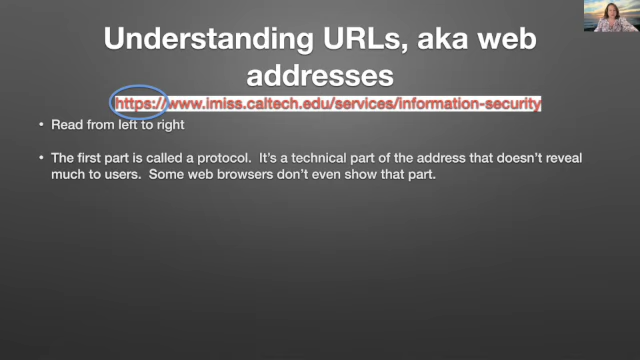 Understanding URLs, aka web
addresses
https://www.imiss.caltech.edu/services/information-security
• Read from left to right
• The first part is called a protocol. It's a technical part of the address that doesn't reveal
much to users. Some web browsers don't even show that part.